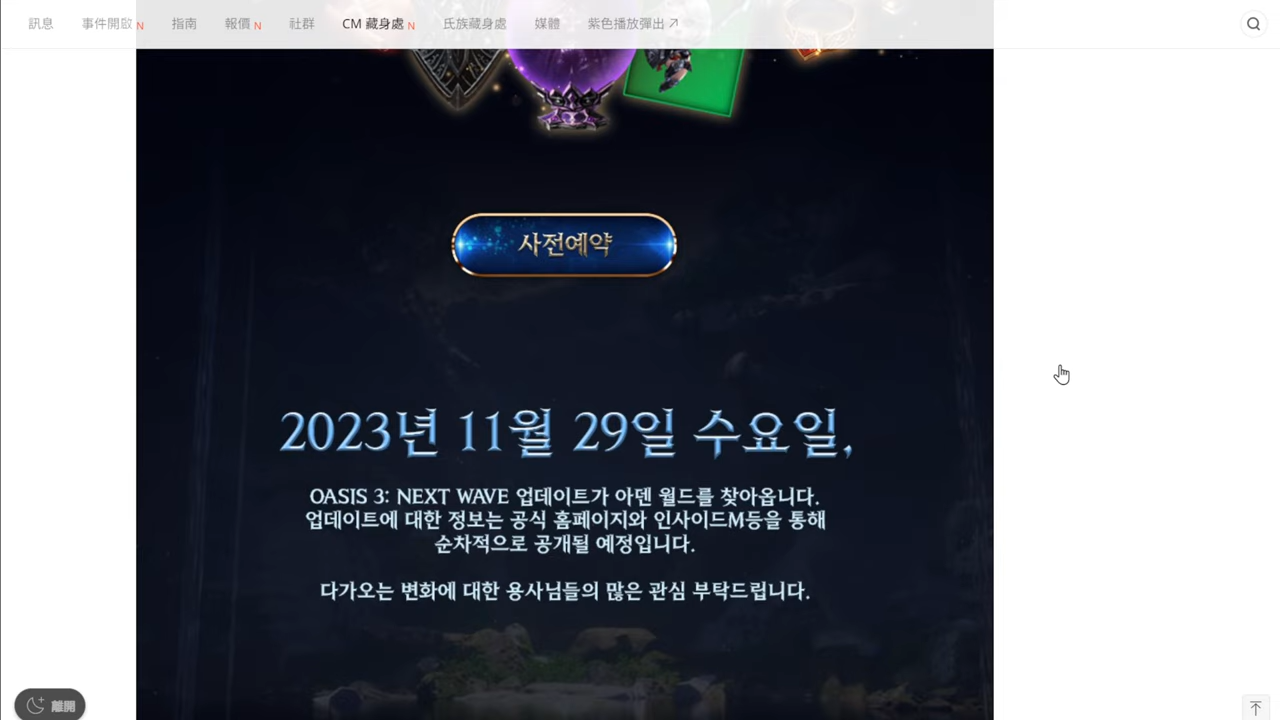 訊息 事件開啟 N 指南 報價 N 社群 CM 藏身處 N 氏族藏身處 媒體 紫色播放彈出 ↗
사전예약
2023년 11월 29일 수요일,
OASIS 3: NEXT WAVE 업데이트가 아덴 월드를 찾아옵니다.
업데이트에 대한 정보는 공식 홈페이지와 인사이드M등을 통해
순차적으로 공개될 예정입니다.
다가오는 변화에 대한 용사님들의 많은 관심 부탁드립니다.
離開